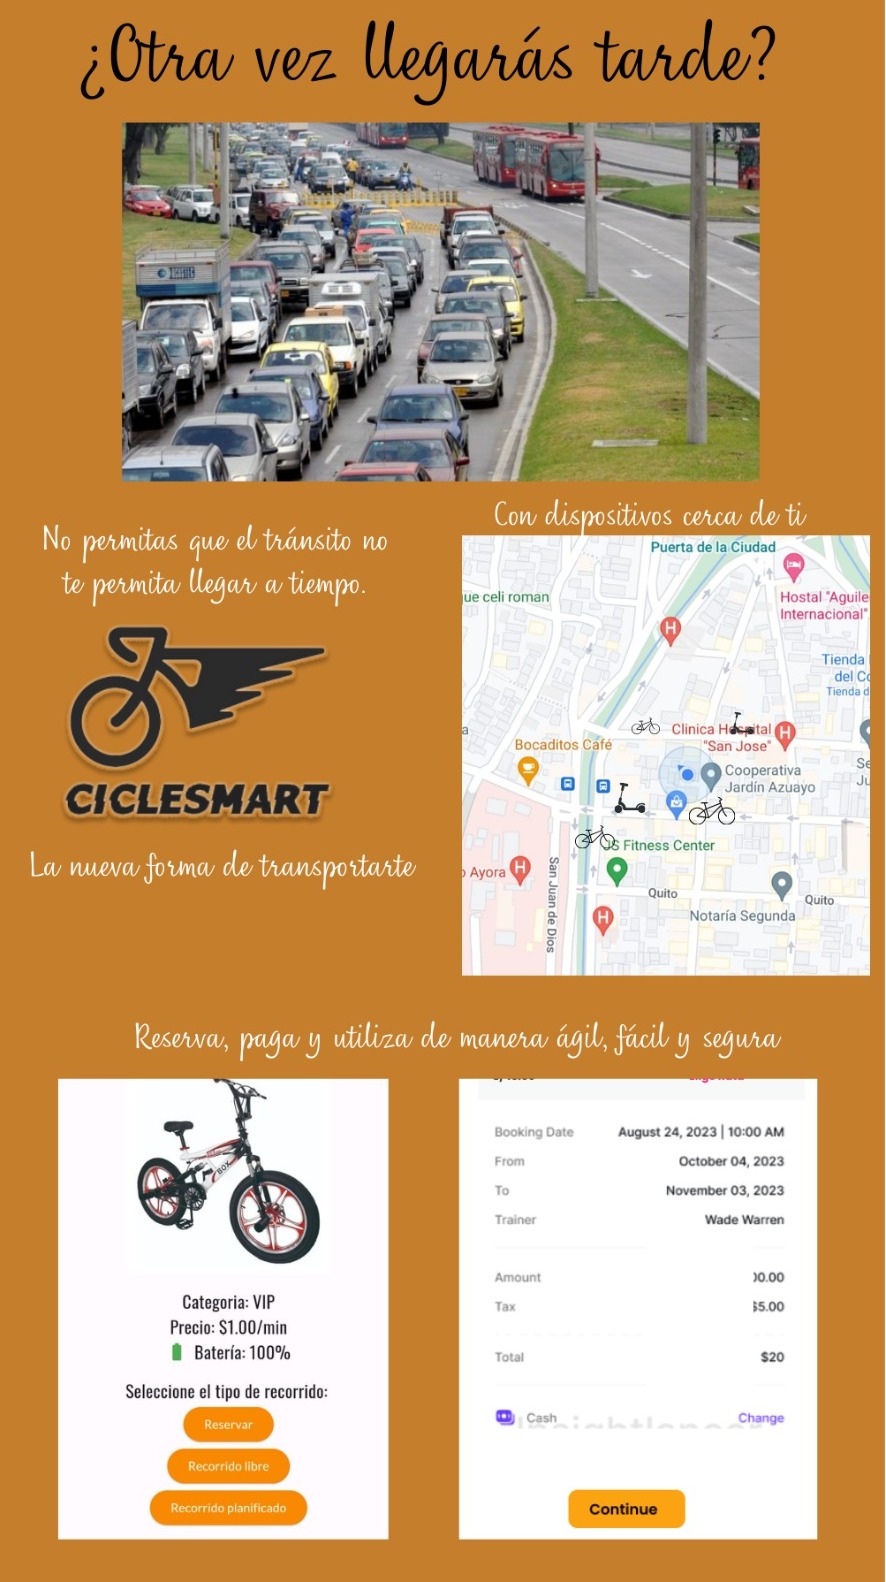 ¿Otra vez llegarás tarde?
No permitas que el tránsito no
te permita llegar a tiempo.
CICLESMART
La nueva forma de transportarte
Con dispositivos cerca de ti
Puerta de la Ciudad
Hostal "Aguile
Internacional"
ue celi roman
Tienda
del Co
Tienda d
Clinica Hospital
"San Jose"
Bocaditos Café
Cooperativa
Jardín Azuayo
Se
Ju
US Fitness Center
o Ayora
San Juan de Dios
Quito
Quito
Notaría Segunda
Reserva, paga y utiliza de manera ágil, fácil y segura
BOX
Categoria: VIP
Precio: $1.00/min
Batería: 100%
Seleccione el tipo de recorrido:
Reservar
Recorrido libre
Recorrido planificado
Booking Date August 24, 2023 | 10:00 AM
From October 04, 2023
To November 03, 2023
Trainer Wade Warren
Amount 00.00
Tax $5.00
Total $20
Cash Change
Continue